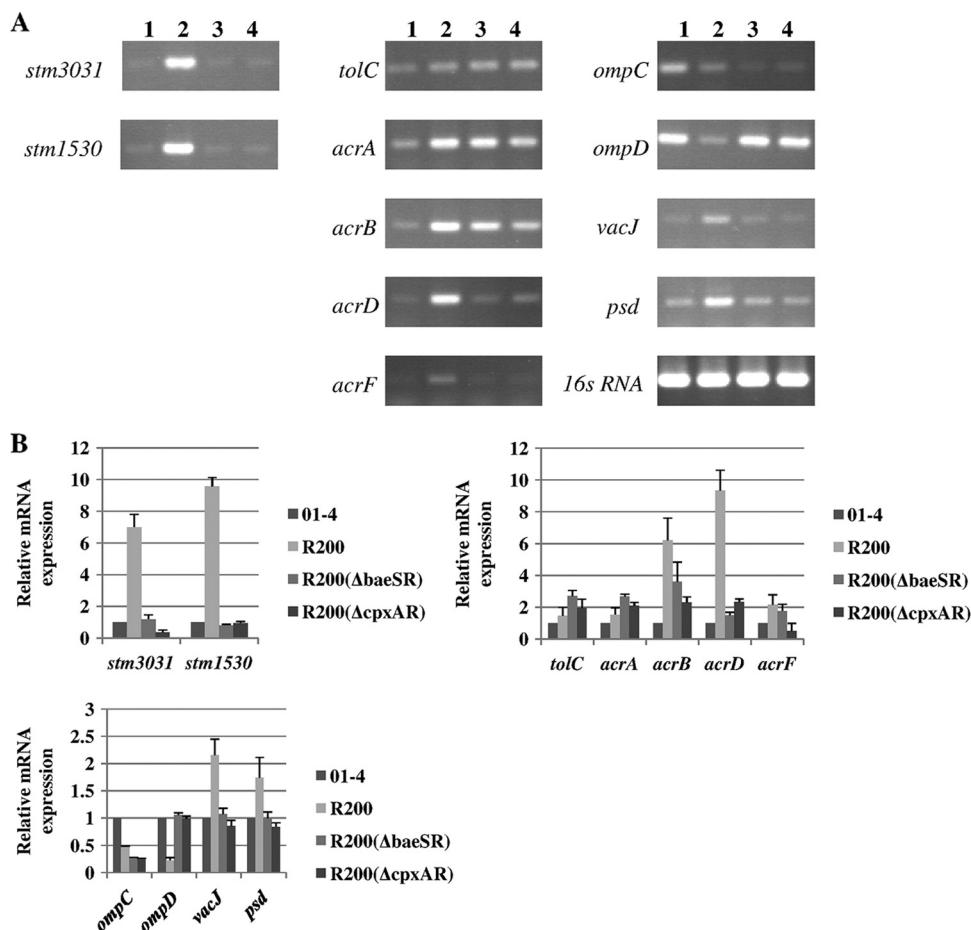 A
1 2 3 4
stm3031
stm1530
1 2 3 4
tolC
acrA
acrB
acrD
acrF
1 2 3 4
ompC
ompD
vacJ
psd
16s RNA
B
Relative mRNA
expression
12
10
8
6
4
2
0
stm3031 stm1530
01-4
R200
R200(ΔbaeSR)
R200(ΔcpxAR)
Relative mRNA
expression
12
10
8
6
4
2
0
tolC acrA acrB acrD acrF
01-4
R200
R200(ΔbaeSR)
R200(ΔcpxAR)
Relative mRNA
expression
3
2.5
2
1.5
1
0.5
0
ompC ompD vacJ psd
01-4
R200
R200(ΔbaeSR)
R200(ΔcpxAR)